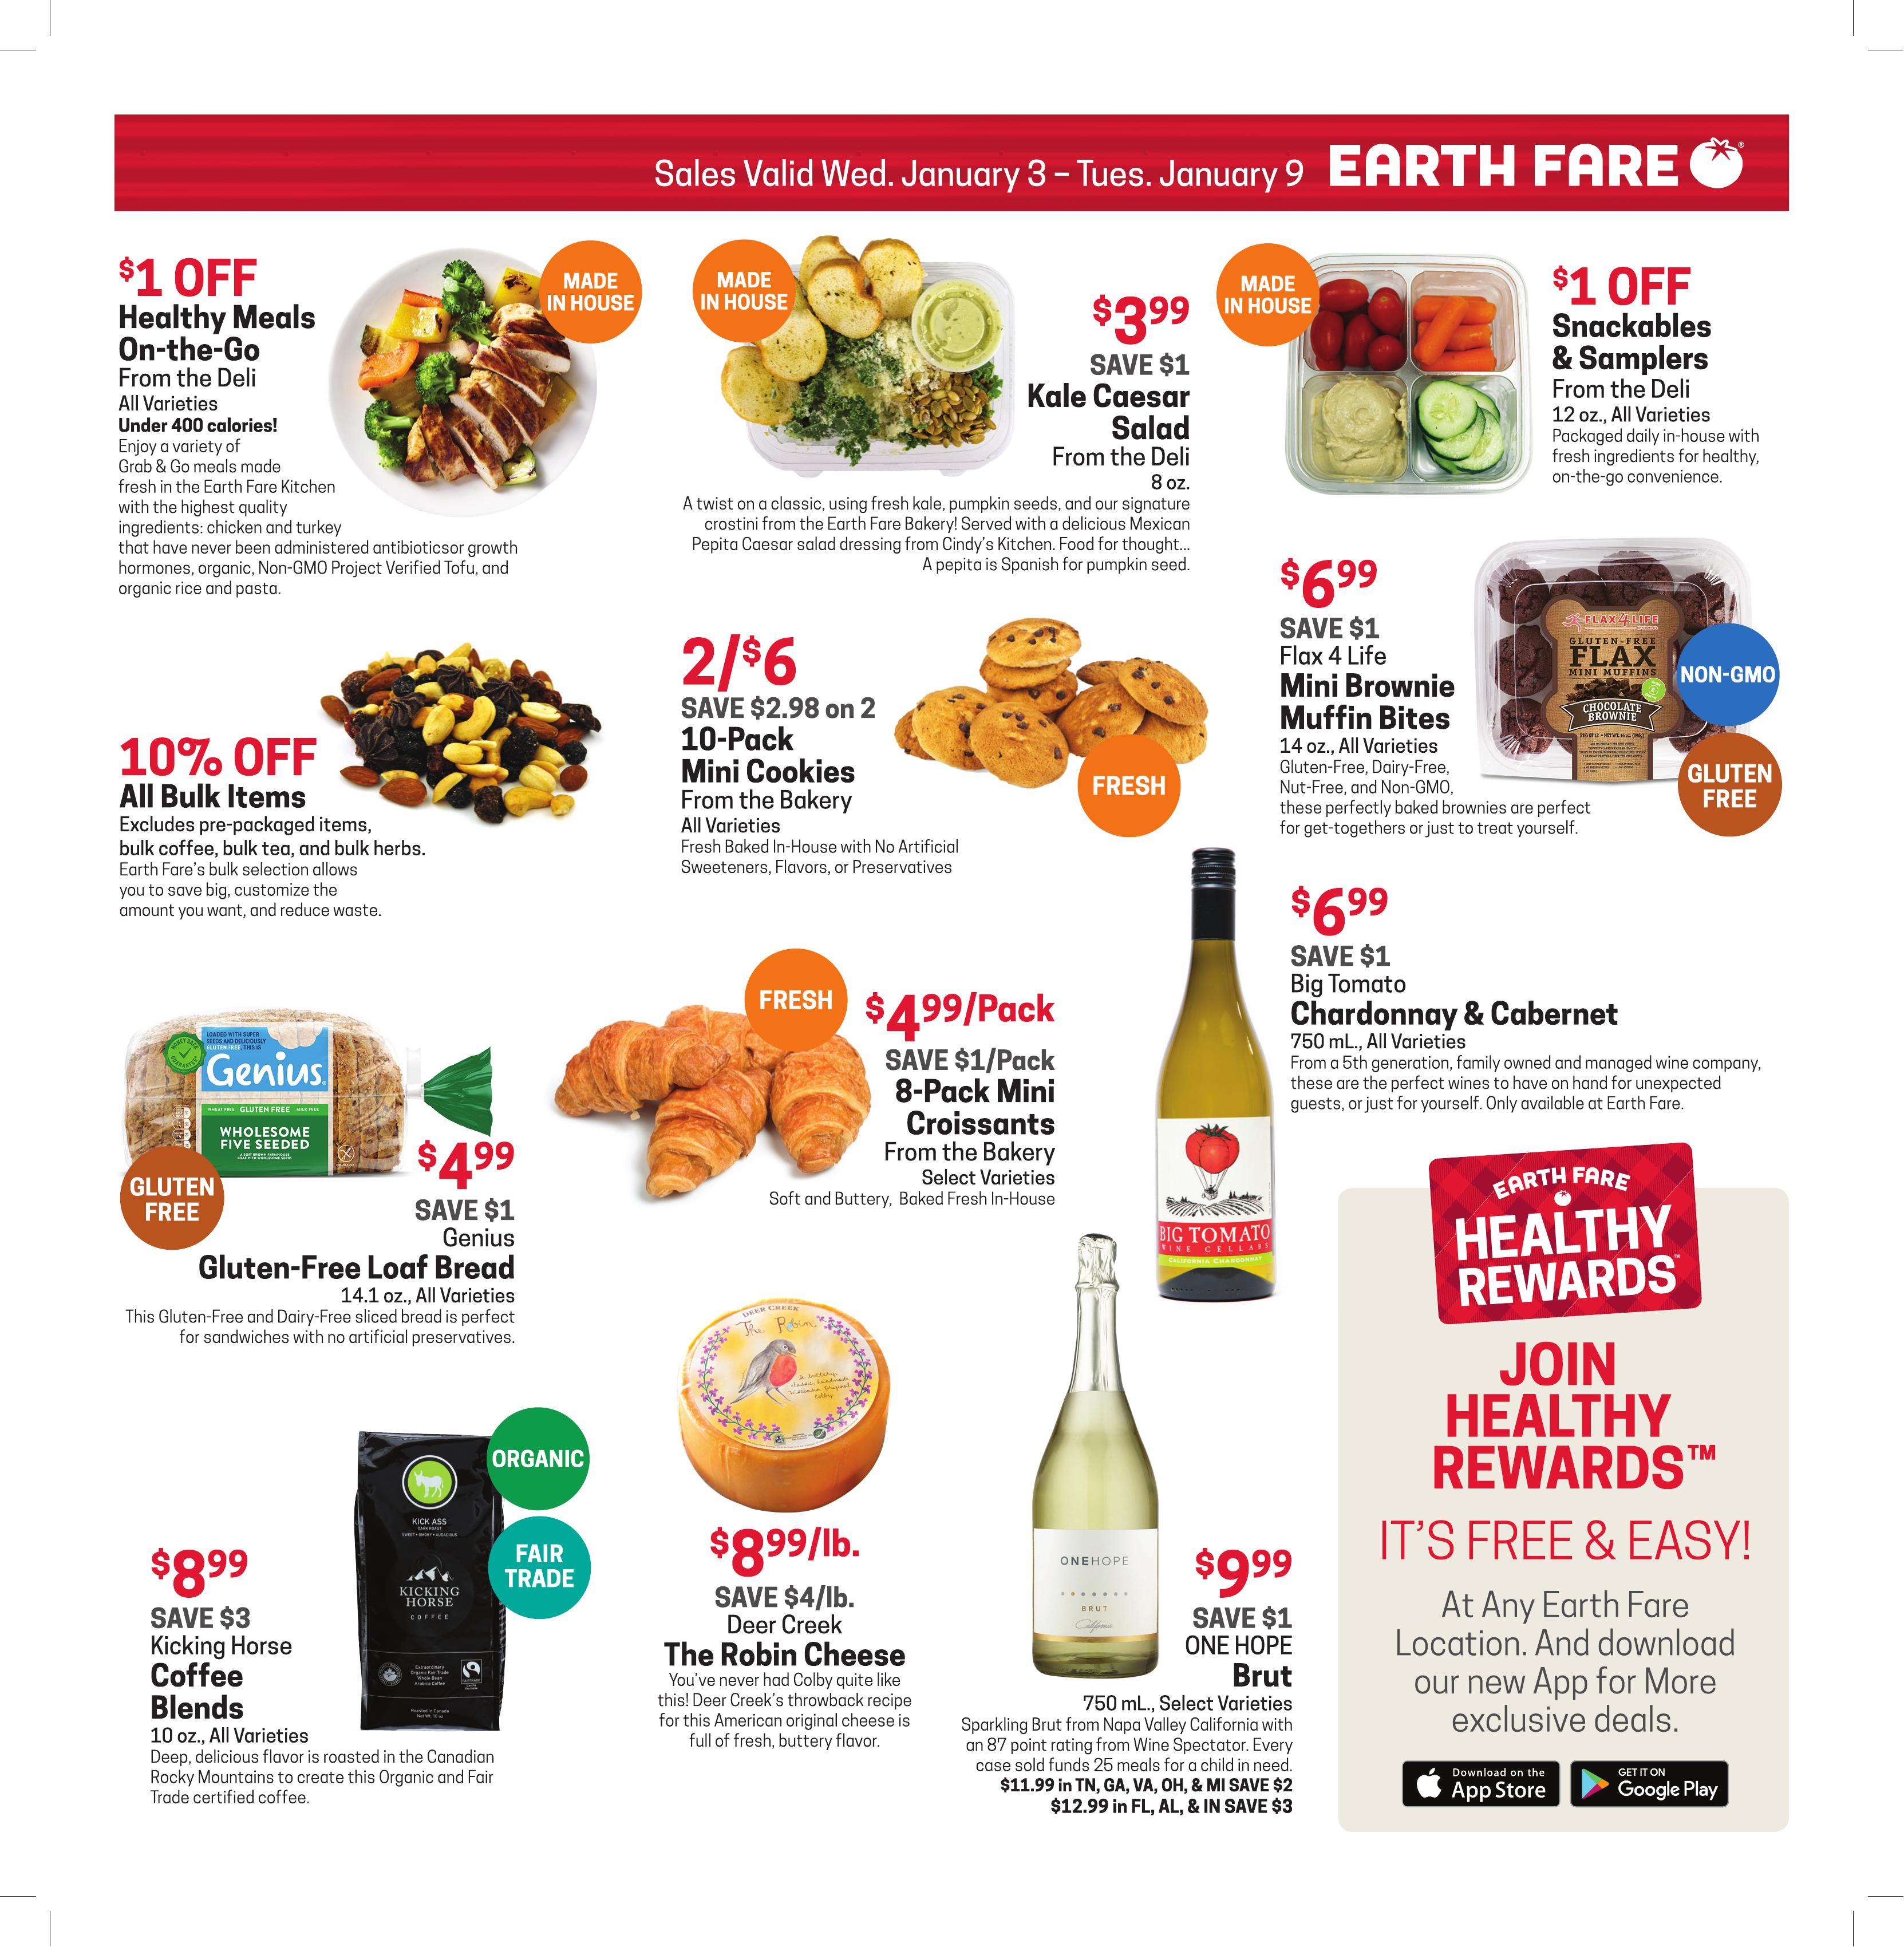 Sales Valid Wed. January 3 – Tues. January 9 EARTH FARE ®
$1 OFF
Healthy Meals
On-the-Go
From the Deli
All Varieties
Under 400 calories!
Enjoy a variety of
Grab & Go meals made
fresh in the Earth Fare Kitchen
with the highest quality
ingredients: chicken and turkey
that have never been administered antibioticsor growth
hormones, organic, Non-GMO Project Verified Tofu, and
organic rice and pasta.
MADE
IN HOUSE
MADE
IN HOUSE
$3 99
SAVE $1
Kale Caesar
Salad
From the Deli
8 oz.
A twist on a classic, using fresh kale, pumpkin seeds, and our signature
crostini from the Earth Fare Bakery! Served with a delicious Mexican
Pepita Caesar salad dressing from Cindy's Kitchen. Food for thought...
A pepita is Spanish for pumpkin seed.
MADE
IN HOUSE
$1 OFF
Snackables
& Samplers
From the Deli
12 oz., All Varieties
Packaged daily in-house with
fresh ingredients for healthy,
on-the-go convenience.
10% OFF
All Bulk Items
Excludes pre-packaged items,
bulk coffee, bulk tea, and bulk herbs.
Earth Fare's bulk selection allows
you to save big, customize the
amount you want, and reduce waste.
2/$6
SAVE $2.98 on 2
10-Pack
Mini Cookies
From the Bakery
All Varieties
Fresh Baked In-House with No Artificial
Sweeteners, Flavors, or Preservatives
FRESH
$6 99
SAVE $1
Flax 4 Life
Mini Brownie
Muffin Bites
14 oz., All Varieties
Gluten-Free, Dairy-Free,
Nut-Free, and Non-GMO,
these perfectly baked brownies are perfect
for get-togethers or just to treat yourself.
FLAX4LIFE
GLUTEN-FREE
FLAX
MINI MUFFINS
CHOCOLATE
BROWNIE
NON-GMO
GLUTEN
FREE
LOADED WITH SUPER
SEEDS AND DELICIOUSLY
GLUTEN FREE THIS IS
Genius
WHEAT FREE GLUTEN FREE MILK FREE
WHOLESOME
FIVE SEEDED
GLUTEN
FREE
$4 99
SAVE $1
Genius
Gluten-Free Loaf Bread
14.1 oz., All Varieties
This Gluten-Free and Dairy-Free sliced bread is perfect
for sandwiches with no artificial preservatives.
FRESH
$4 99/Pack
SAVE $1/Pack
8-Pack Mini
Croissants
From the Bakery
Select Varieties
Soft and Buttery, Baked Fresh In-House
$6 99
SAVE $1
Big Tomato
Chardonnay & Cabernet
750 mL., All Varieties
From a 5th generation, family owned and managed wine company,
these are the perfect wines to have on hand for unexpected
guests, or just for yourself. Only available at Earth Fare.
BIG TOMATO
WINE CELLARS
CALIFORNIA CHARDONNAY
$8 99
SAVE $3
Kicking Horse
Coffee
Blends
10 oz., All Varieties
Deep, delicious flavor is roasted in the Canadian
Rocky Mountains to create this Organic and Fair
Trade certified coffee.
KICK ASS
DARK ROAST
SWEET • SMOKY • AUDACIOUS
KICKING
HORSE
COFFEE
ORGANIC
FAIR
TRADE
DEER CREEK
The Robin
$8 99/lb.
SAVE $4/lb.
Deer Creek
The Robin Cheese
You've never had Colby quite like
this! Deer Creek's throwback recipe
for this American original cheese is
full of fresh, buttery flavor.
ONEHOPE
BRUT
California
$9 99
SAVE $1
ONE HOPE
Brut
750 mL., Select Varieties
Sparkling Brut from Napa Valley California with
an 87 point rating from Wine Spectator. Every
case sold funds 25 meals for a child in need.
$11.99 in TN, GA, VA, OH, & MI SAVE $2
$12.99 in FL, AL, & IN SAVE $3
EARTH FARE
HEALTHY
REWARDS™
JOIN
HEALTHY
REWARDS™
IT'S FREE & EASY!
At Any Earth Fare
Location. And download
our new App for More
exclusive deals.
Download on the
App Store
GET IT ON
Google Play